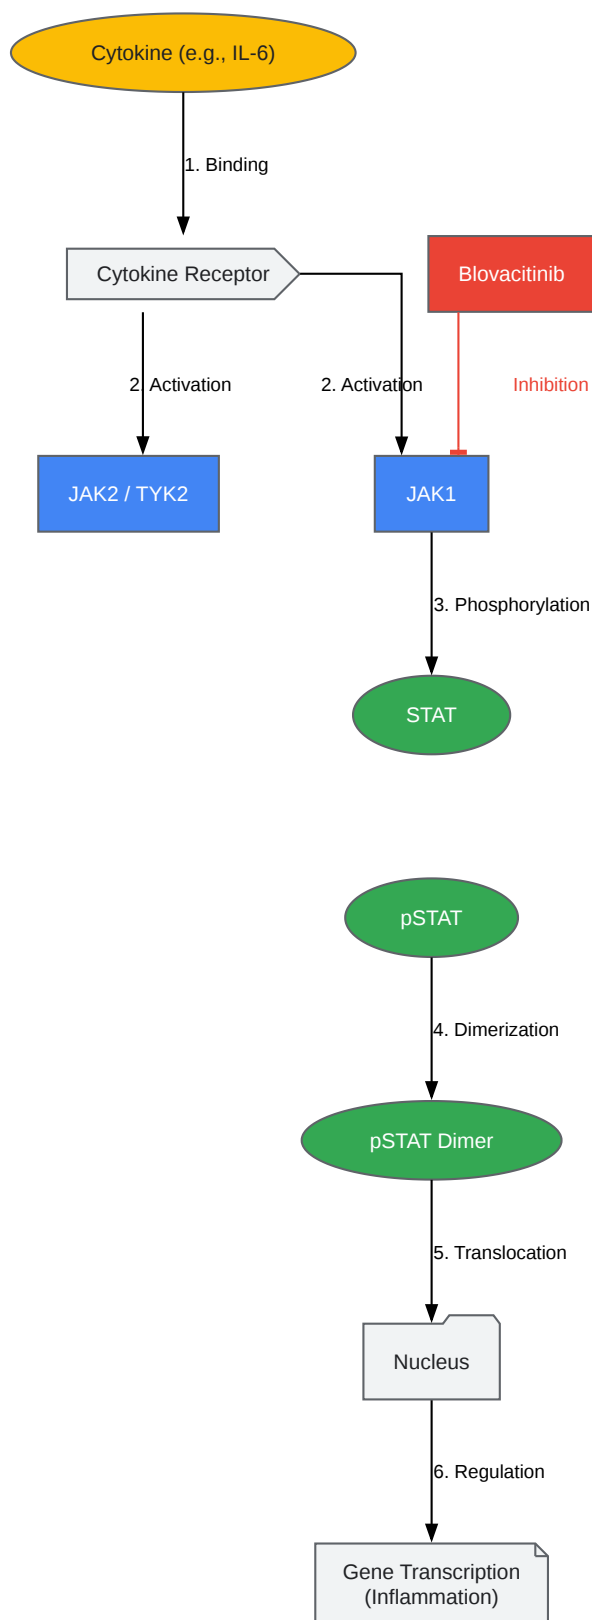 Cytokine (e.g., IL-6)
1. Binding
Cytokine Receptor
Blovacitinib
2. Activation
2. Activation
Inhibition
JAK2 / TYK2
JAK1
3. Phosphorylation
STAT
pSTAT
4. Dimerization
pSTAT Dimer
5. Translocation
Nucleus
6. Regulation
Gene Transcription
(Inflammation)